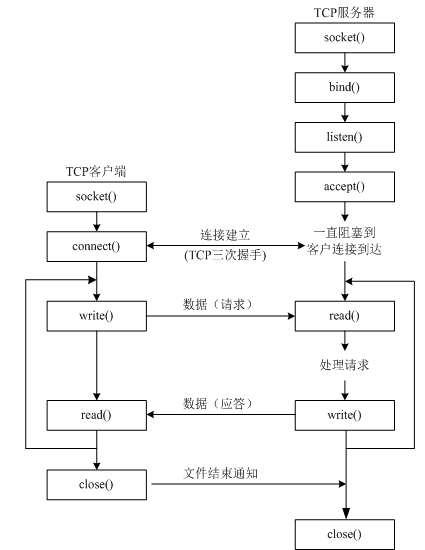 TCP服务器
socket()
bind()
listen()
TCP客户端
accept()
socket()
连接建立
一直阻塞到
connect()
(TCP三次握手)
客户连接到达
数据（请求）
write()
read()
处理请求
数据（应答）
read()
write()
文件结束通知
close()
close()